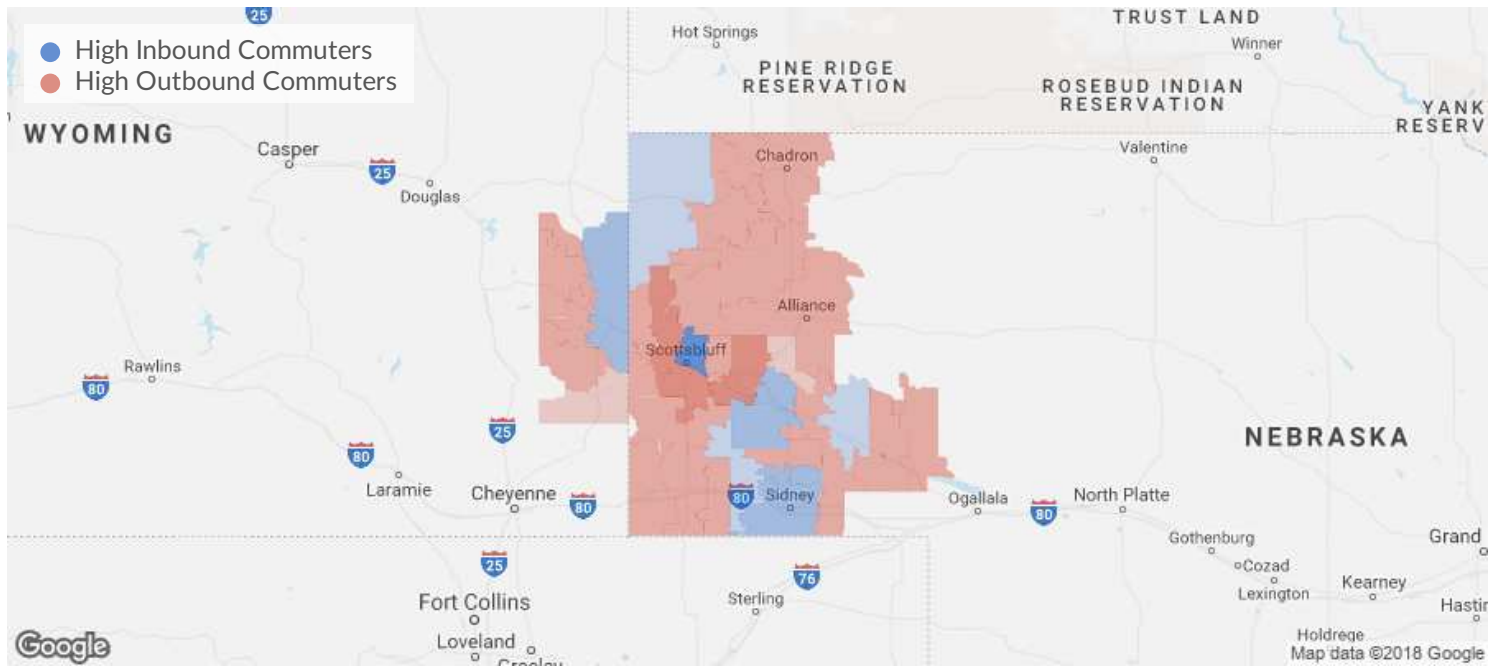 25
High Inbound Commuters
High Outbound Commuters
TRUST LAND
Hot Springs
Winner
PINE RIDGE
RESERVATION
ROSEBUD INDIAN
RESERVATION
YANK
RESERV
WYOMING
Casper
25
Douglas
Chadron
Valentine
Alliance
Scottsbluff
Rawlins
80
25
NEBRASKA
80
Laramie
Cheyenne
80
80
Sidney
Ogallala
80
North Platte
Gothenburg
Grand
25
76
Cozad
Lexington
Kearney
Fort Collins
Sterling
Hastin
Loveland
Greeley
Holdrege
Google
Map data ©2018 Google